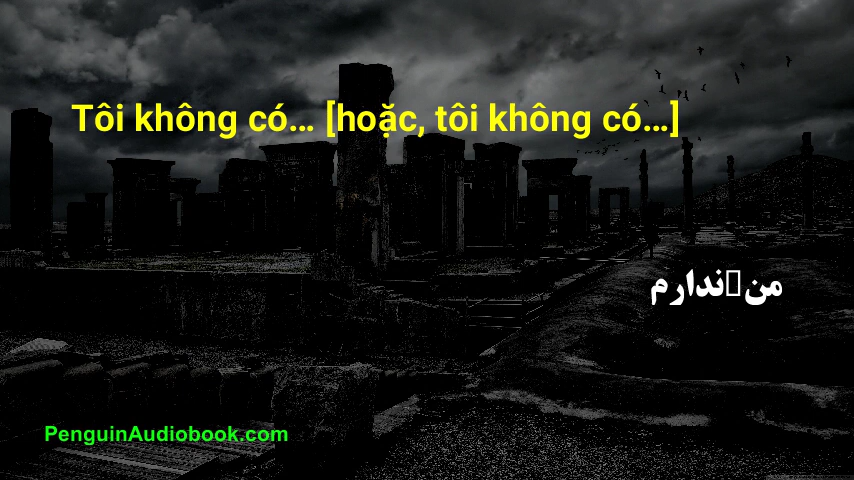 Tôi không có… [hoặc, tôi không có…]
من ندارم
PenguinAudiobook.com